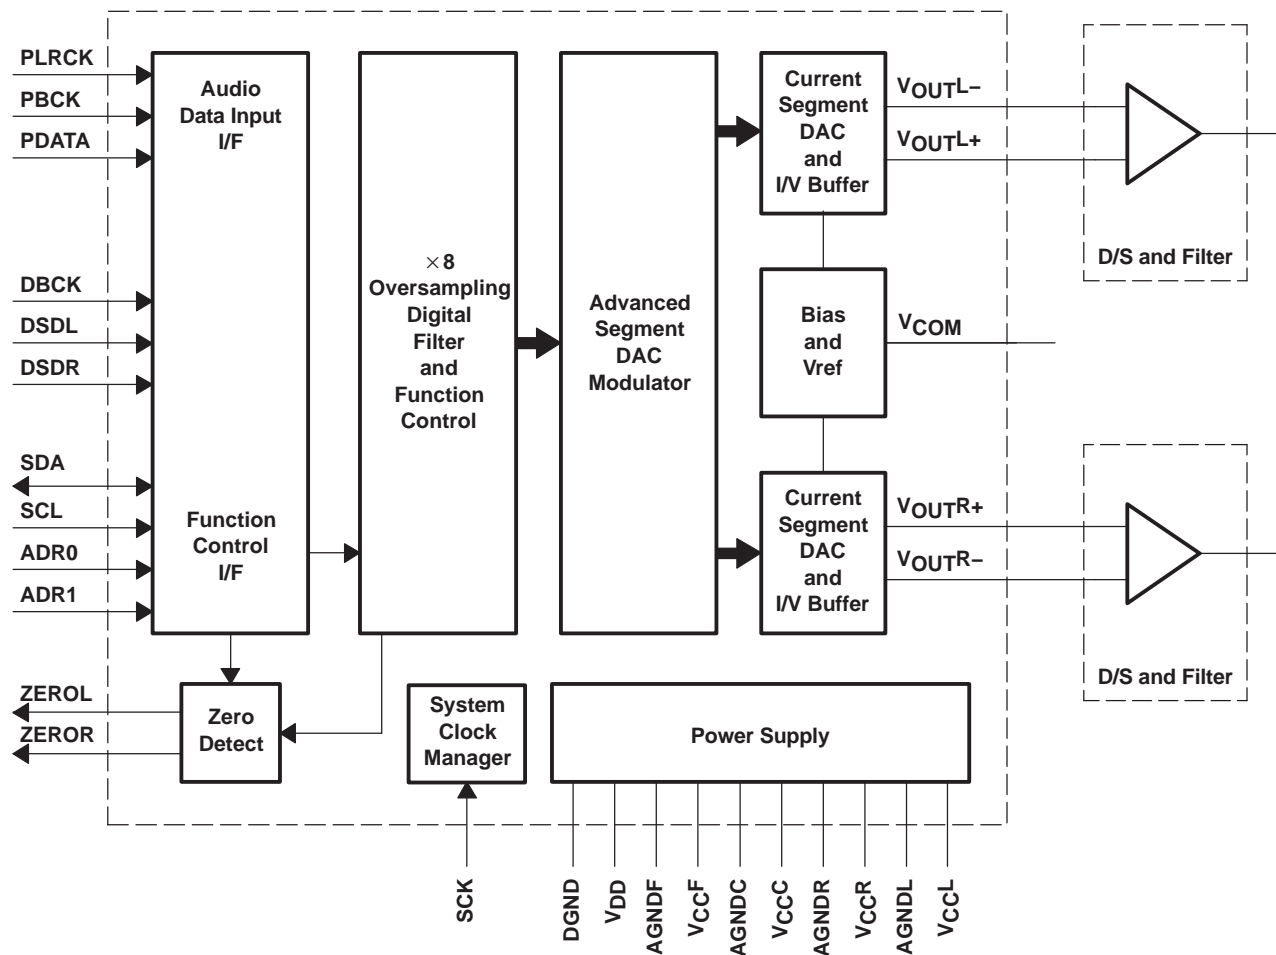 PLRCK
PBCK
PDATA
DBCK
DSDL
DSDR
SDA
SCL
ADR0
ADR1
ZEROL
ZEROR
Audio
Data Input
I/F
Function
Control
I/F
×8
Oversampling
Digital
Filter
and
Function
Control
Advanced
Segment
DAC
Modulator
Current
Segment
DAC
and
I/V Buffer
Bias
and
Vref
Current
Segment
DAC
and
I/V Buffer
VOUTL−
VOUTL+
VCOM
VOUTR+
VOUTR−
D/S and Filter
D/S and Filter
Zero
Detect
System
Clock
Manager
Power Supply
SCK
DGND
VDD
AGNDF
VCCF
AGNDC
VCCC
AGNDR
VCCR
AGNDL
VCCL